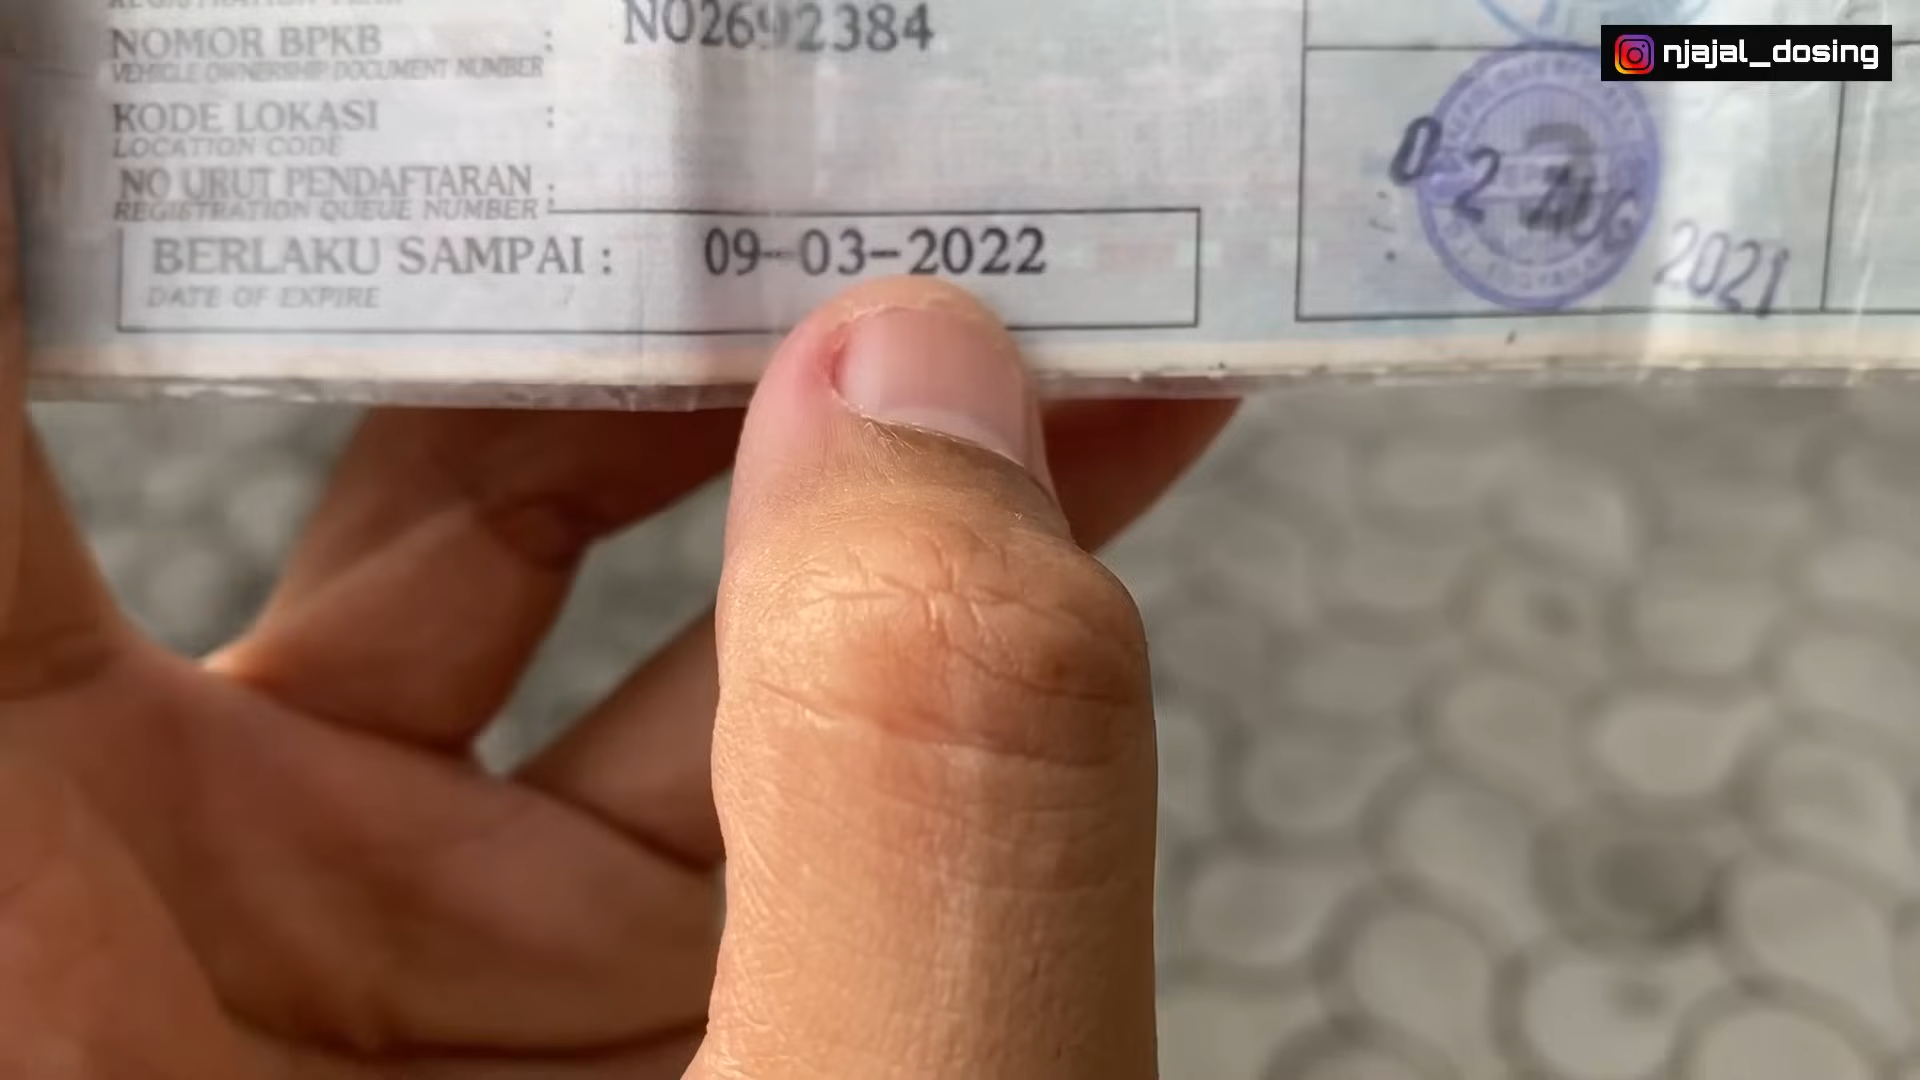 njajal_dosing
NOMOR BPKB : N02692384
VEHICLE OWNERSHIP DOCUMENT NUMBER
KODE LOKASI :
LOCATION CODE
NO URUT PENDAFTARAN :
REGISTRATION QUEUE NUMBER :
BERLAKU SAMPAI : 09-03-2022
DATE OF EXPIRE
02 AUG 2021